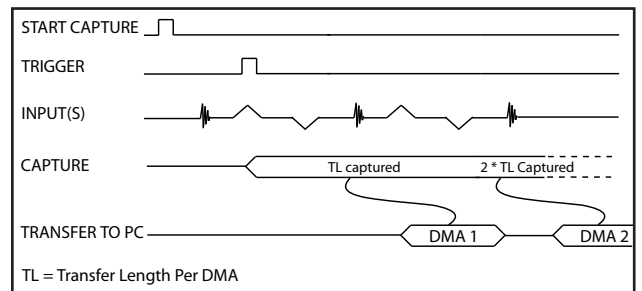 START CAPTURE
TRIGGER
INPUT(S)
CAPTURE
TL captured
2 * TL Captured
TRANSFER TO PC
DMA 1
DMA 2
TL = Transfer Length Per DMA